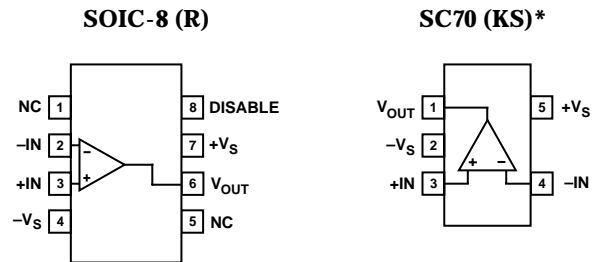 SOIC-8 (R)
NC 1
8 DISABLE
–IN 2
7 +VS
+IN 3
6 VOUT
–VS 4
5 NC
–
+
SC70 (KS)*
VOUT 1
5 +VS
–VS 2
+IN 3
4 –IN
+ –